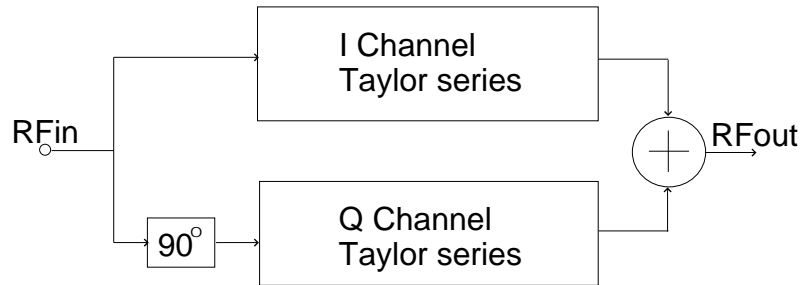 I Channel
Taylor series
RFin
RFout
Q Channel
Taylor series
90°